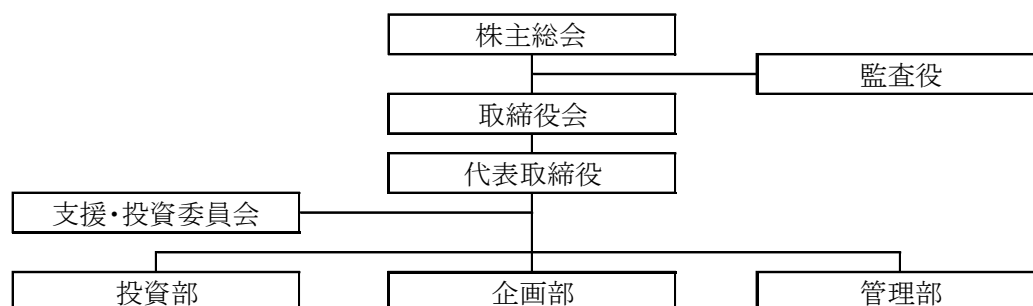 株主総会
監査役
取締役会
代表取締役
支援・投資委員会
投資部
企画部
管理部